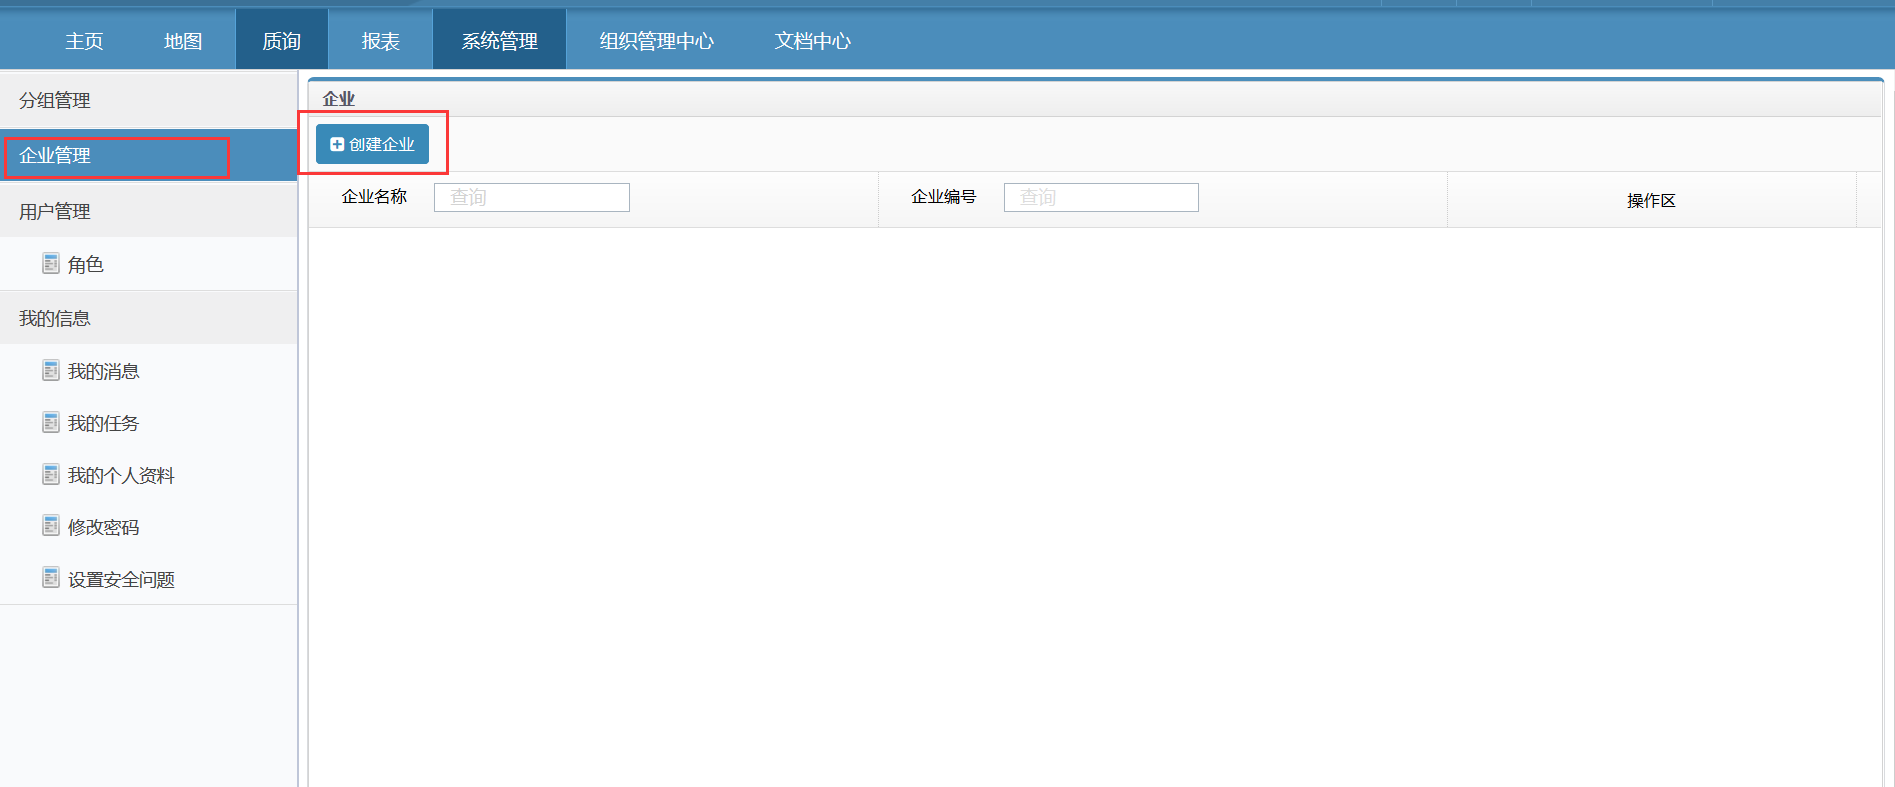 主页 地图 质询 报表 系统管理 组织管理中心 文档中心
分组管理
企业管理
用户管理
角色
我的信息
我的消息
我的任务
我的个人资料
修改密码
设置安全问题
企业
创建企业
企业名称 查询 企业编号 查询 操作区